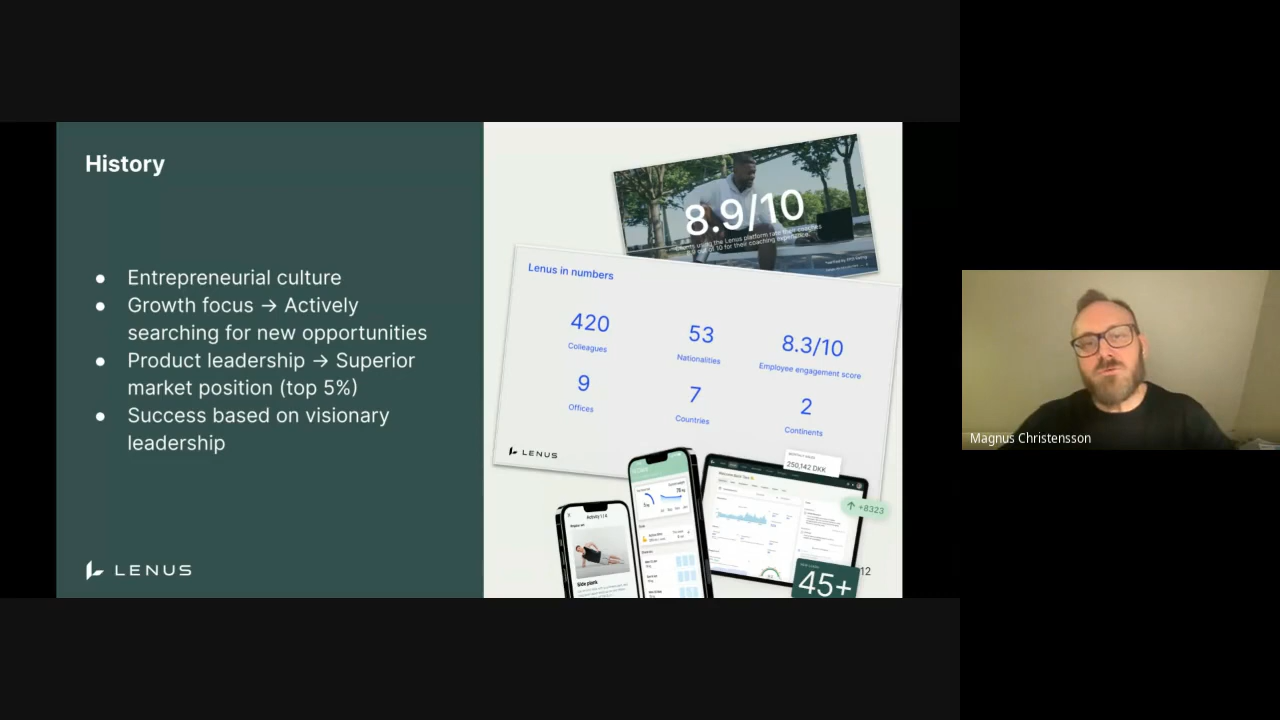 History
Entrepreneurial culture
Growth focus → Actively
searching for new opportunities
Product leadership → Superior
market position (top 5%)
Success based on visionary
leadership
LENUS
8.9/10
Lenus in numbers
420
Colleagues
53
Nationalities
8.3/10
Employee engagement score
9
Offices
7
Countries
2
Continents
LENUS
250,142 DKK
+8323
Side plank
45+
12
Magnus Christensson